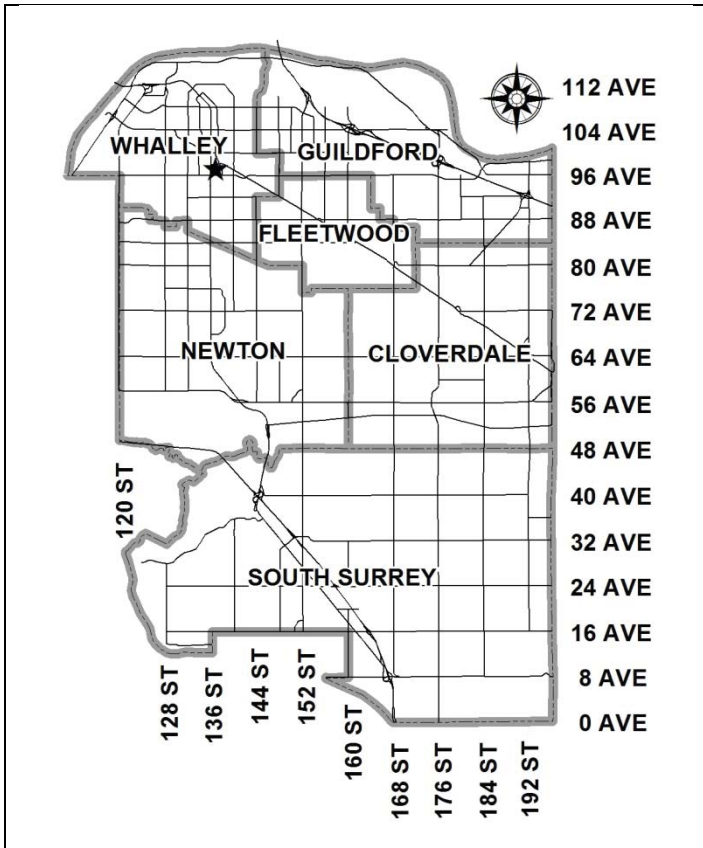 112 AVE
104 AVE
WHALLEY
GUILDFORD
96 AVE
88 AVE
FLEETWOOD
80 AVE
72 AVE
NEWTON
CLOVERDALE
64 AVE
56 AVE
48 AVE
120 ST
40 AVE
32 AVE
SOUTH SURREY
24 AVE
16 AVE
8 AVE
0 AVE
128 ST
136 ST
144 ST
152 ST
160 ST
168 ST
176 ST
184 ST
192 ST